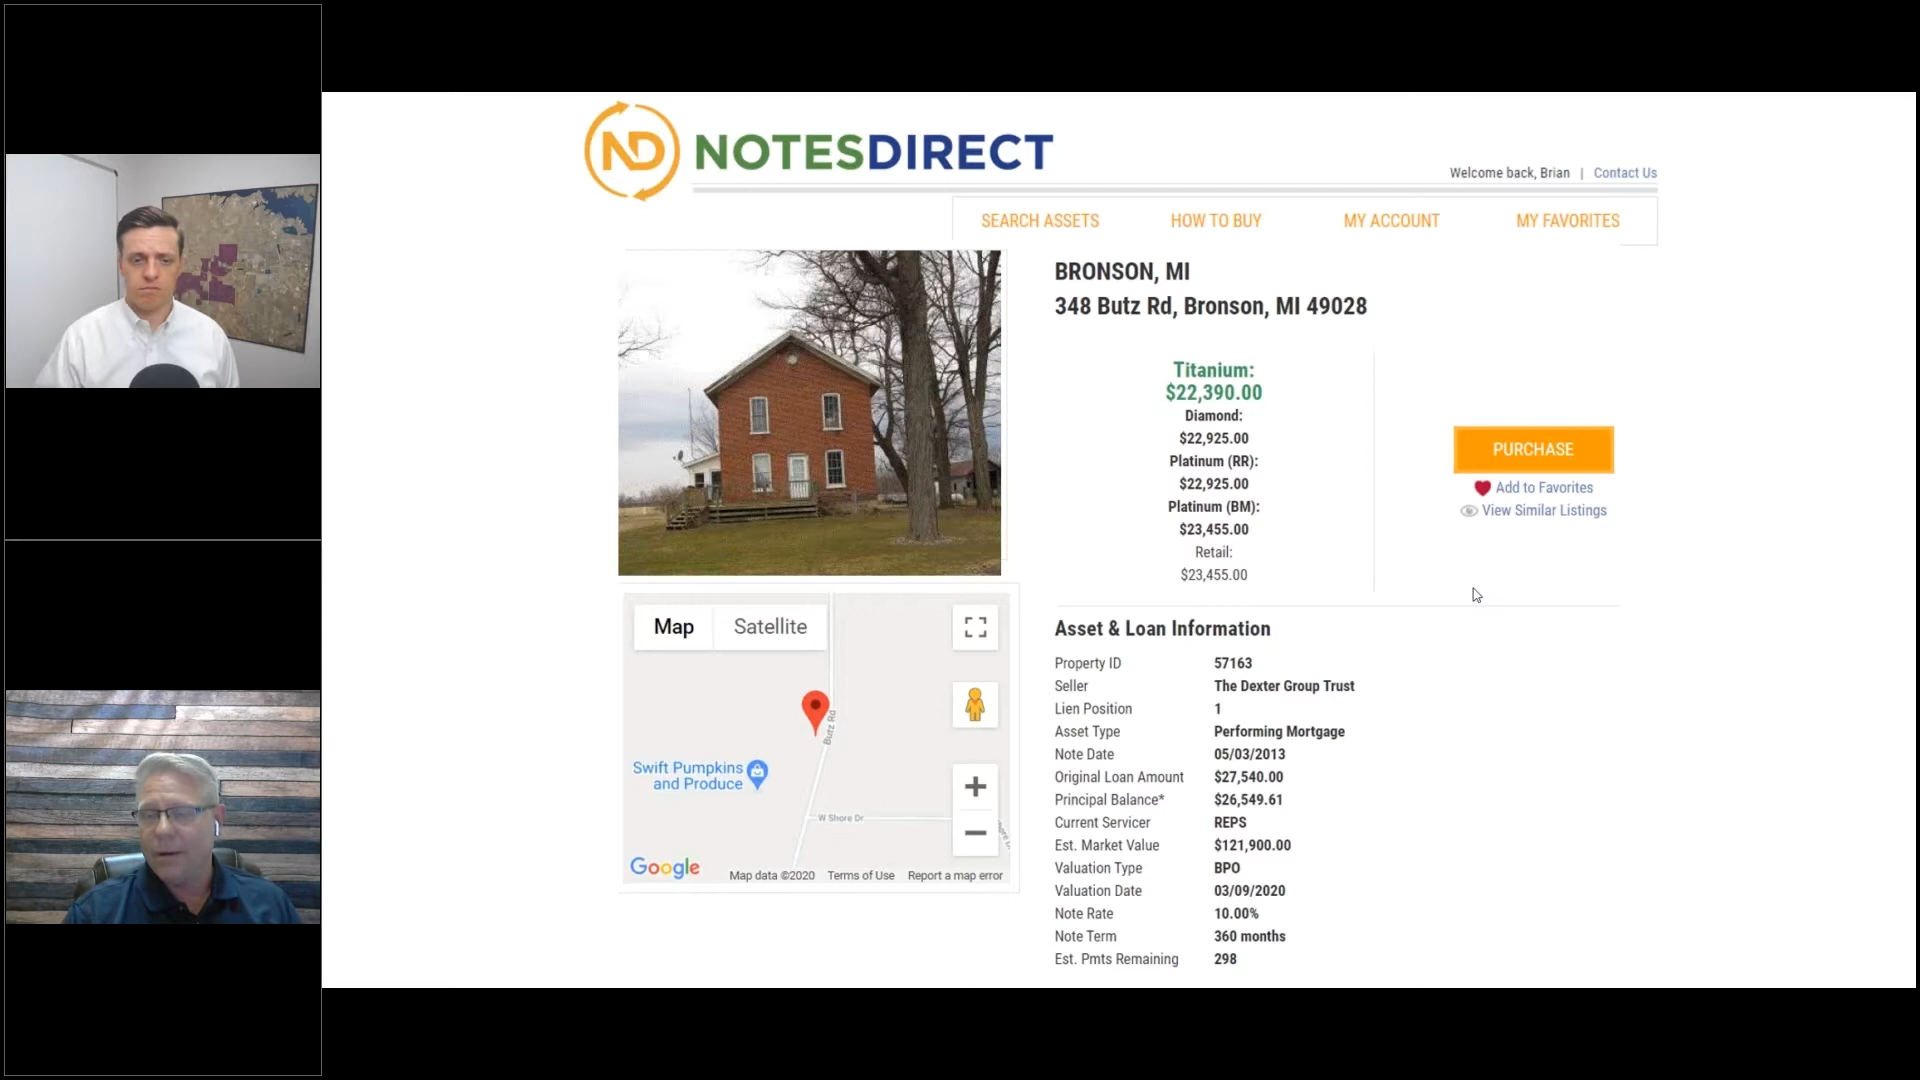 ND NOTESDIRECT
Welcome back, Brian | Contact Us
SEARCH ASSETS HOW TO BUY MY ACCOUNT MY FAVORITES
BRONSON, MI
348 Butz Rd, Bronson, MI 49028
Titanium:
$22,390.00
Diamond:
$22,925.00
Platinum (RR):
$22,925.00
Platinum (BM):
$23,455.00
Retail:
$23,455.00
PURCHASE
Add to Favorites
View Similar Listings
Map Satellite
Butz Rd
Swift Pumpkins
and Produce
W Shore Dr
Google
Map data ©2020 Terms of Use Report a map error
Asset & Loan Information
Property ID 57163
Seller The Dexter Group Trust
Lien Position 1
Asset Type Performing Mortgage
Note Date 05/03/2013
Original Loan Amount $27,540.00
Principal Balance* $26,549.61
Current Servicer REPS
Est. Market Value $121,900.00
Valuation Type BPO
Valuation Date 03/09/2020
Note Rate 10.00%
Note Term 360 months
Est. Pmts Remaining 298